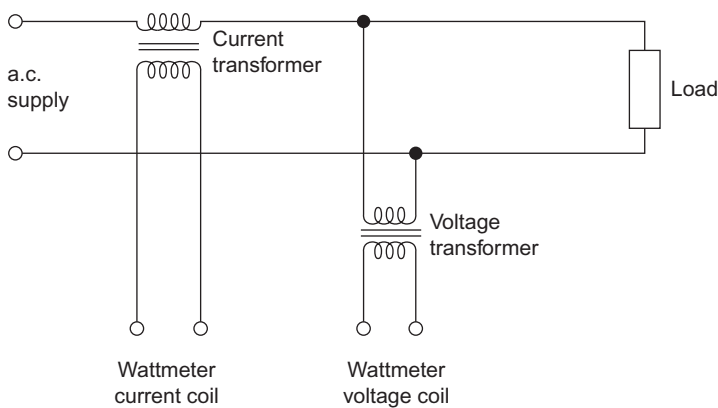 Current
transformer
a.c.
supply
Load
Voltage
transformer
Wattmeter
current coil
Wattmeter
voltage coil